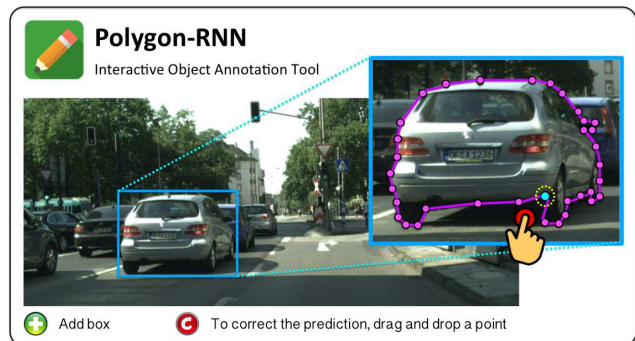 Polygon-RNN
Interactive Object Annotation Tool
Add box
C To correct the prediction, drag and drop a point